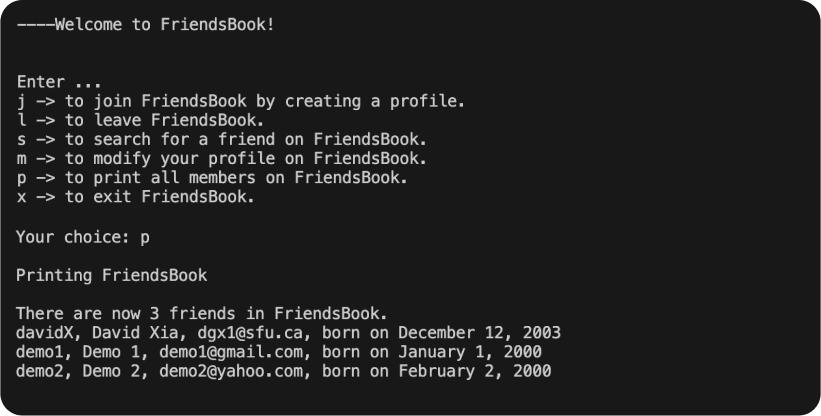 ----Welcome to FriendsBook!
Enter ...
j -> to join FriendsBook by creating a profile.
l -> to leave FriendsBook.
s -> to search for a friend on FriendsBook.
m -> to modify your profile on FriendsBook.
p -> to print all members on FriendsBook.
x -> to exit FriendsBook.
Your choice: p
Printing FriendsBook
There are now 3 friends in FriendsBook.
davidX, David Xia, dgx1@sfu.ca, born on December 12, 2003
demo1, Demo 1, demo1@gmail.com, born on January 1, 2000
demo2, Demo 2, demo2@yahoo.com, born on February 2, 2000